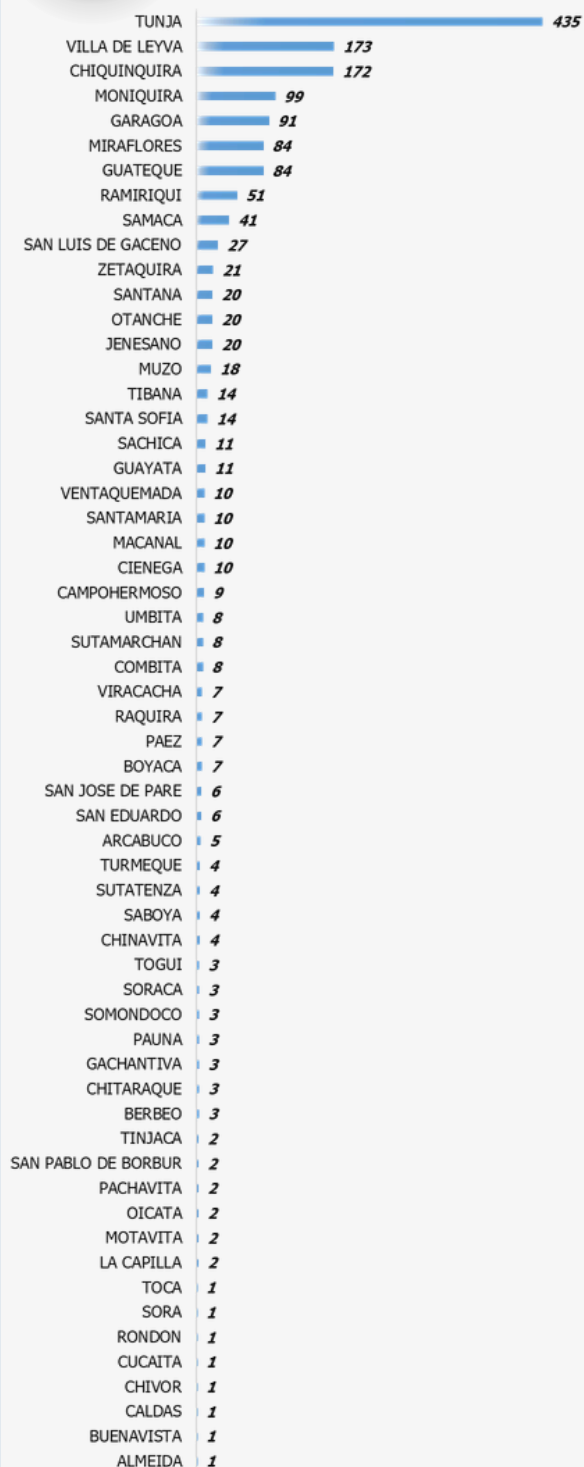 TUNJA 435
VILLA DE LEYVA 173
CHIQUINQUIRA 172
MONIQUIRA 99
GARAGOA 91
MIRAFLORES 84
GUATEQUE 84
RAMIRIQUI 51
SAMACA 41
SAN LUIS DE GACENO 27
ZETAQUIRA 21
SANTANA 20
OTANCHE 20
JENESANO 20
MUZO 18
TIBANA 14
SANTA SOFIA 14
SACHICA 11
GUAYATA 11
VENTAQUEMADA 10
SANTAMARIA 10
MACANAL 10
CIENEGA 10
CAMPOHERMOSO 9
UMBITA 8
SUTAMARCHAN 8
COMBITA 8
VIRACACHA 7
RAQUIRA 7
PAEZ 7
BOYACA 7
SAN JOSE DE PARE 6
SAN EDUARDO 6
ARCABUCO 5
TURMEQUE 4
SUTATENZA 4
SABOYA 4
CHINAVITA 4
TOGUI 3
SORACA 3
SOMONDOCO 3
PAUNA 3
GACHANTIVA 3
CHITARAQUE 3
BERBEO 3
TINJACA 2
SAN PABLO DE BORBUR 2
PACHAVITA 2
OICATA 2
MOTAVITA 2
LA CAPILLA 2
TOCA 1
SORA 1
RONDON 1
CUCAITA 1
CHIVOR 1
CALDAS 1
BUENAVISTA 1
ALMEIDA 1